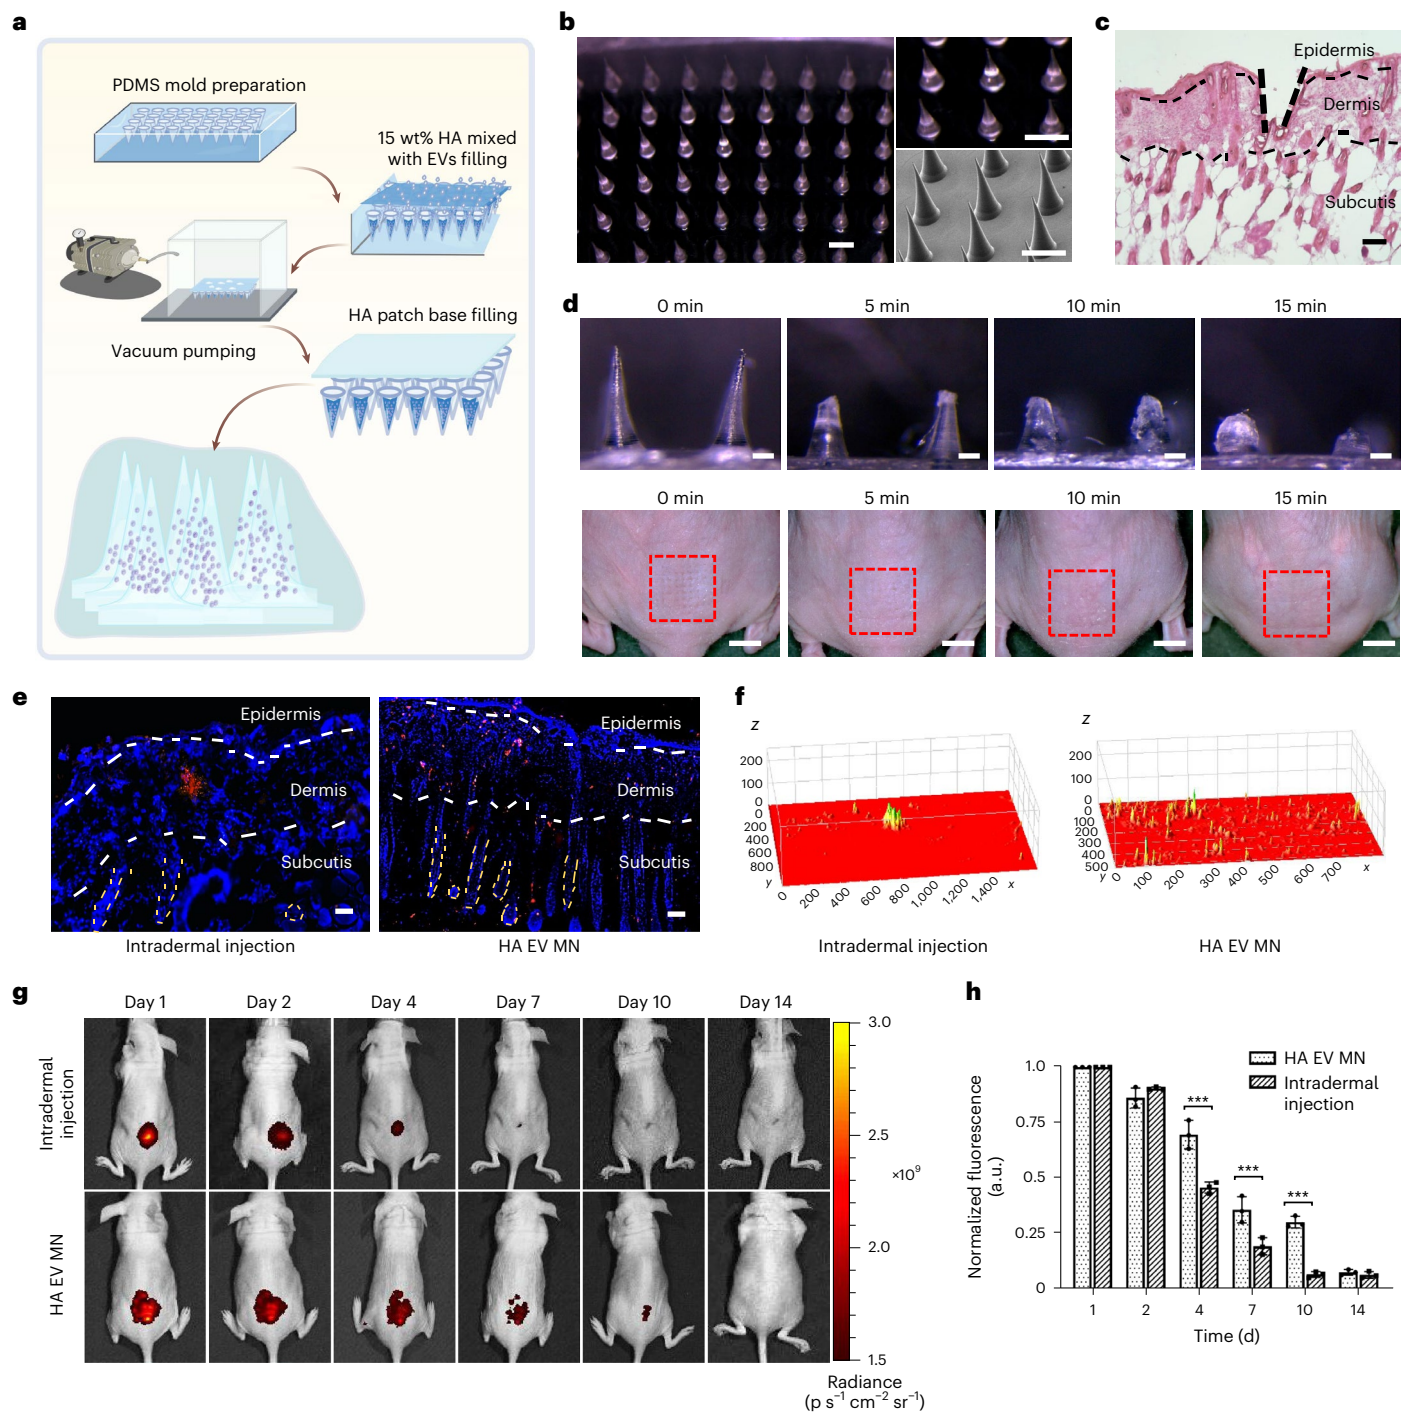 a
PDMS mold preparation
15 wt% HA mixed
with EVs filling
Vacuum pumping
HA patch base filling
b
c
Epidermis
Dermis
Subcutis
d
0 min
5 min
10 min
15 min
0 min
5 min
10 min
15 min
e
Epidermis
Dermis
Subcutis
Intradermal injection
Epidermis
Dermis
Subcutis
HA EV MN
f
z
200
100
0
0
200
400
600
800
y
0
200
400
600
800
1,000
1,200
1,400
x
Intradermal injection
z
200
100
0
0
100
200
300
400
500
y
0
100
200
300
400
500
600
700
x
HA EV MN
g
Day 1
Day 2
Day 4
Day 7
Day 10
Day 14
Intradermal
injection
HA EV MN
3.0
2.5
×10⁹
2.0
1.5
Radiance
(p s⁻¹ cm⁻² sr⁻¹)
h
HA EV MN
Intradermal
injection
Normalized fluorescence
(a.u.)
1.0
0.75
0.5
0.25
0
***
***
***
1
2
4
7
10
14
Time (d)